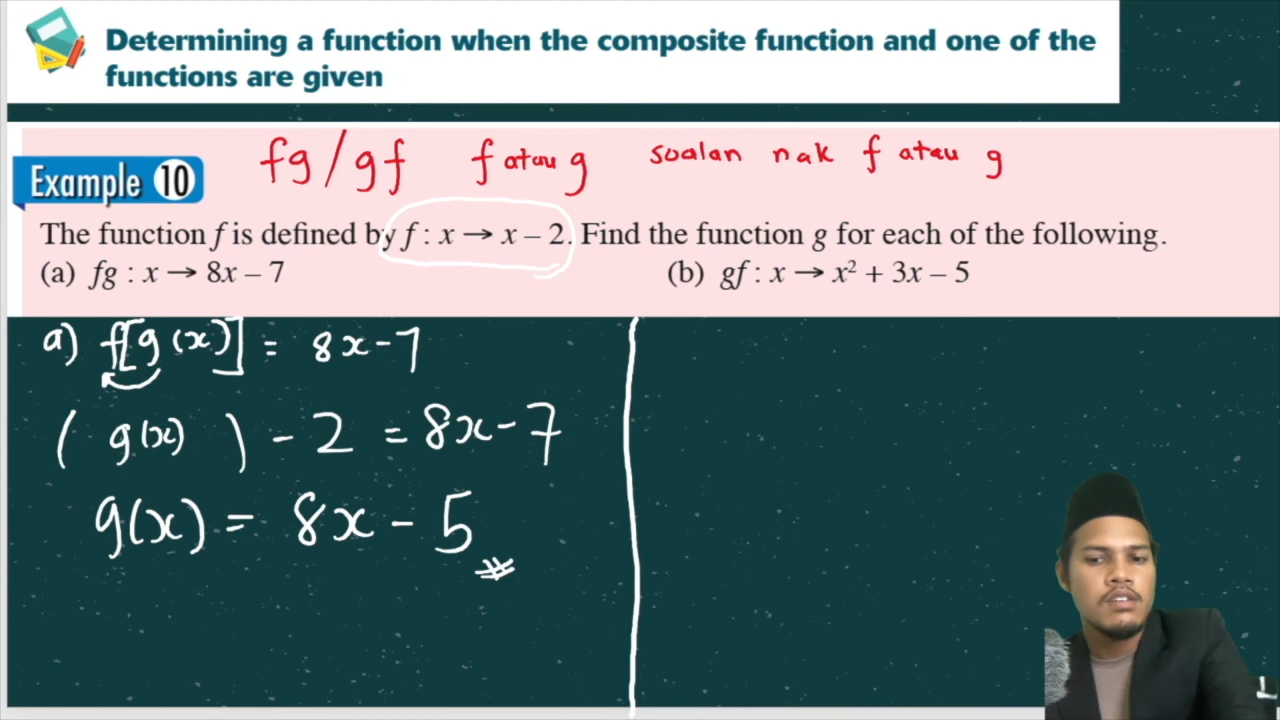 Determining a function when the composite function and one of the
functions are given
fg/gf f atau g soalan nak f atau g
Example 10
The function f is defined by f : x → x – 2. Find the function g for each of the following.
(a) fg : x → 8x – 7 (b) gf : x → x² + 3x – 5
a) f[g(x)] = 8x - 7
( g(x) ) - 2 = 8x - 7
g(x) = 8x - 5